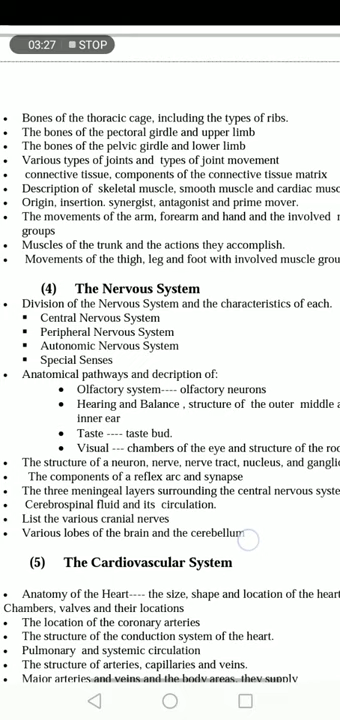 03:27 STOP
• Bones of the thoracic cage, including the types of ribs.
• The bones of the pectoral girdle and upper limb
• The bones of the pelvic girdle and lower limb
• Various types of joints and types of joint movement
• connective tissue, components of the connective tissue matrix
• Description of skeletal muscle, smooth muscle and cardiac musc
• Origin, insertion. synergist, antagonist and prime mover.
• The movements of the arm, forearm and hand and the involved
groups
• Muscles of the trunk and the actions they accomplish.
• Movements of the thigh, leg and foot with involved muscle grou
(4) The Nervous System
• Division of the Nervous System and the characteristics of each.
▪ Central Nervous System
▪ Peripheral Nervous System
▪ Autonomic Nervous System
▪ Special Senses
• Anatomical pathways and decription of:
• Olfactory system---- olfactory neurons
• Hearing and Balance , structure of the outer middle a
inner ear
• Taste ---- taste bud.
• Visual --- chambers of the eye and structure of the ro
• The structure of a neuron, nerve, nerve tract, nucleus, and gangli
• The components of a reflex arc and synapse
• The three meningeal layers surrounding the central nervous syste
• Cerebrospinal fluid and its circulation.
• List the various cranial nerves
• Various lobes of the brain and the cerebellum
(5) The Cardiovascular System
• Anatomy of the Heart---- the size, shape and location of the heart
Chambers, valves and their locations
• The location of the coronary arteries
• The structure of the conduction system of the heart.
• Pulmonary and systemic circulation
• The structure of arteries, capillaries and veins.
• Major arteries and veins and the body areas, they supply